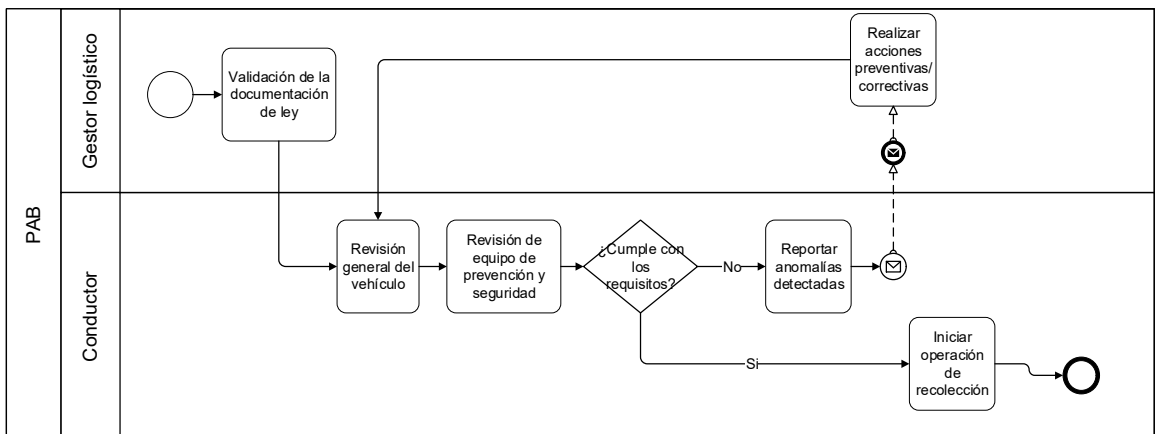 PAB
Gestor logístico
Validación de la
documentación
de ley
Realizar
acciones
preventivas/
correctivas
Conductor
Revisión
general del
vehículo
Revisión de
equipo de
prevención y
seguridad
¿Cumple con
los
requisitos?
No
Reportar
anomalías
detectadas
Si
Iniciar
operación
de
recolección